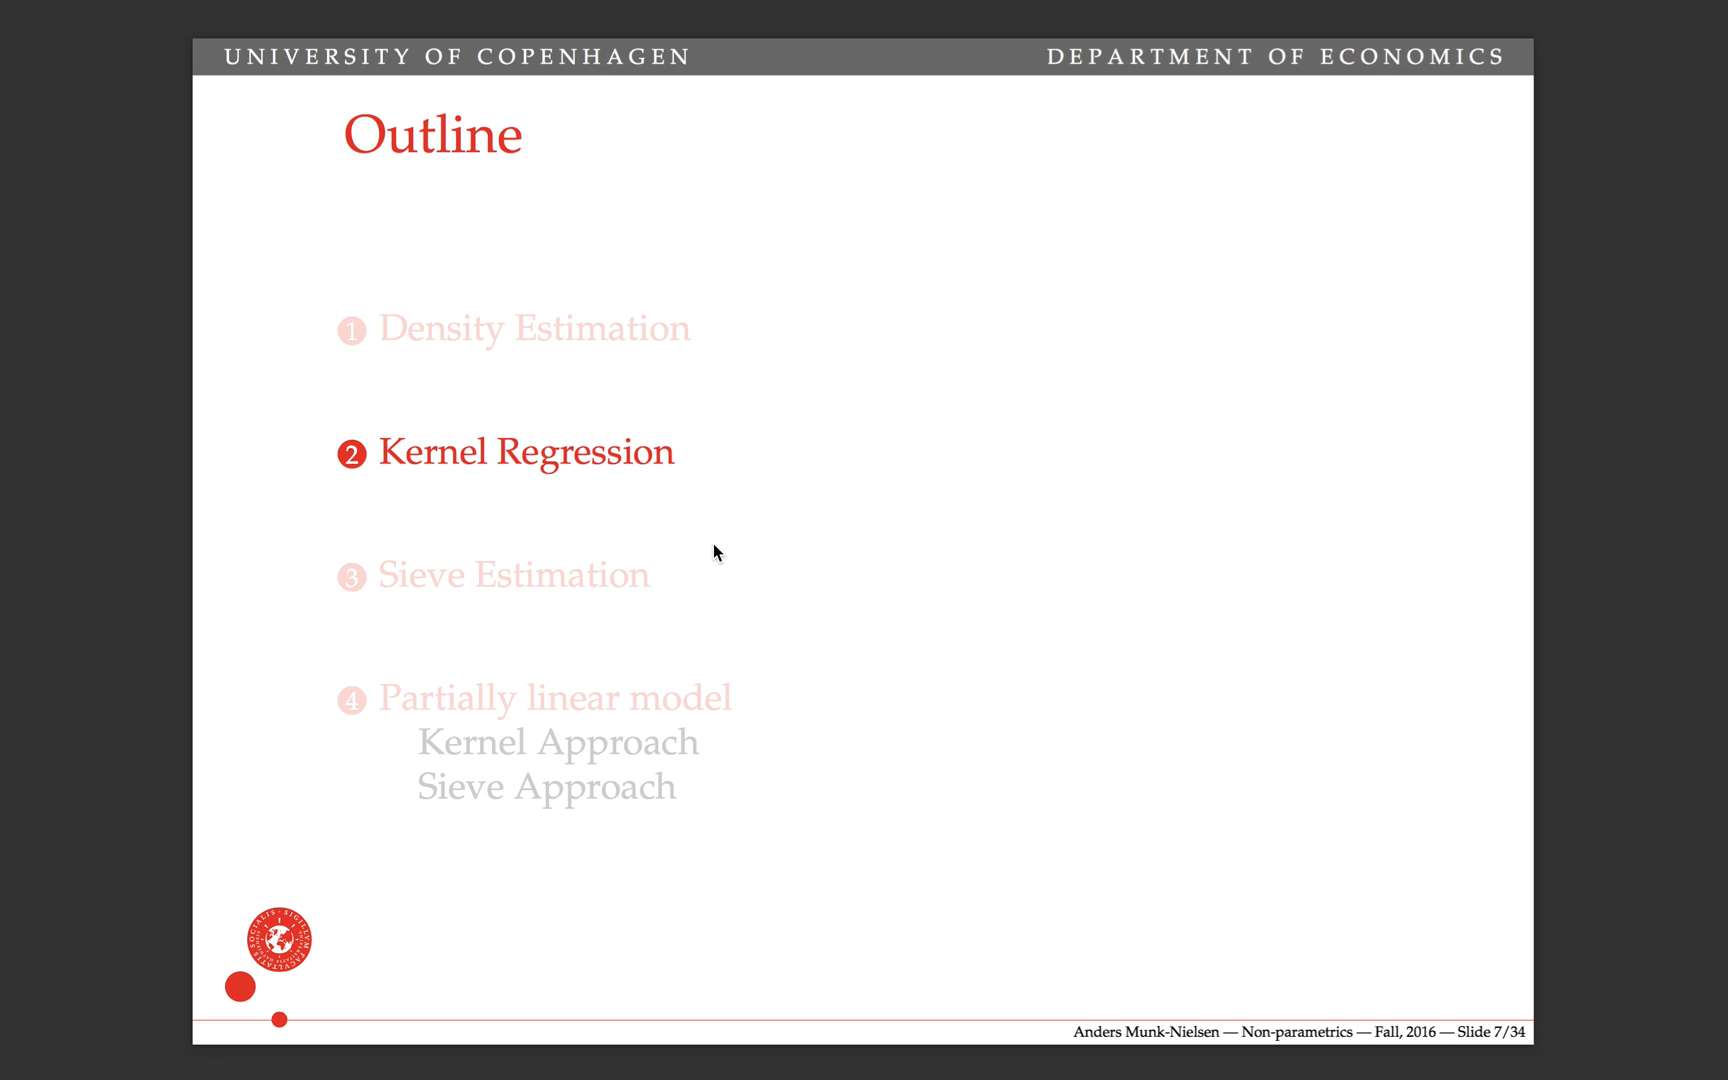 UNIVERSITY OF COPENHAGEN
DEPARTMENT OF ECONOMICS
Outline
1 Density Estimation
2 Kernel Regression
3 Sieve Estimation
4 Partially linear model
Kernel Approach
Sieve Approach
Anders Munk-Nielsen — Non-parametrics — Fall, 2016 — Slide 7/34